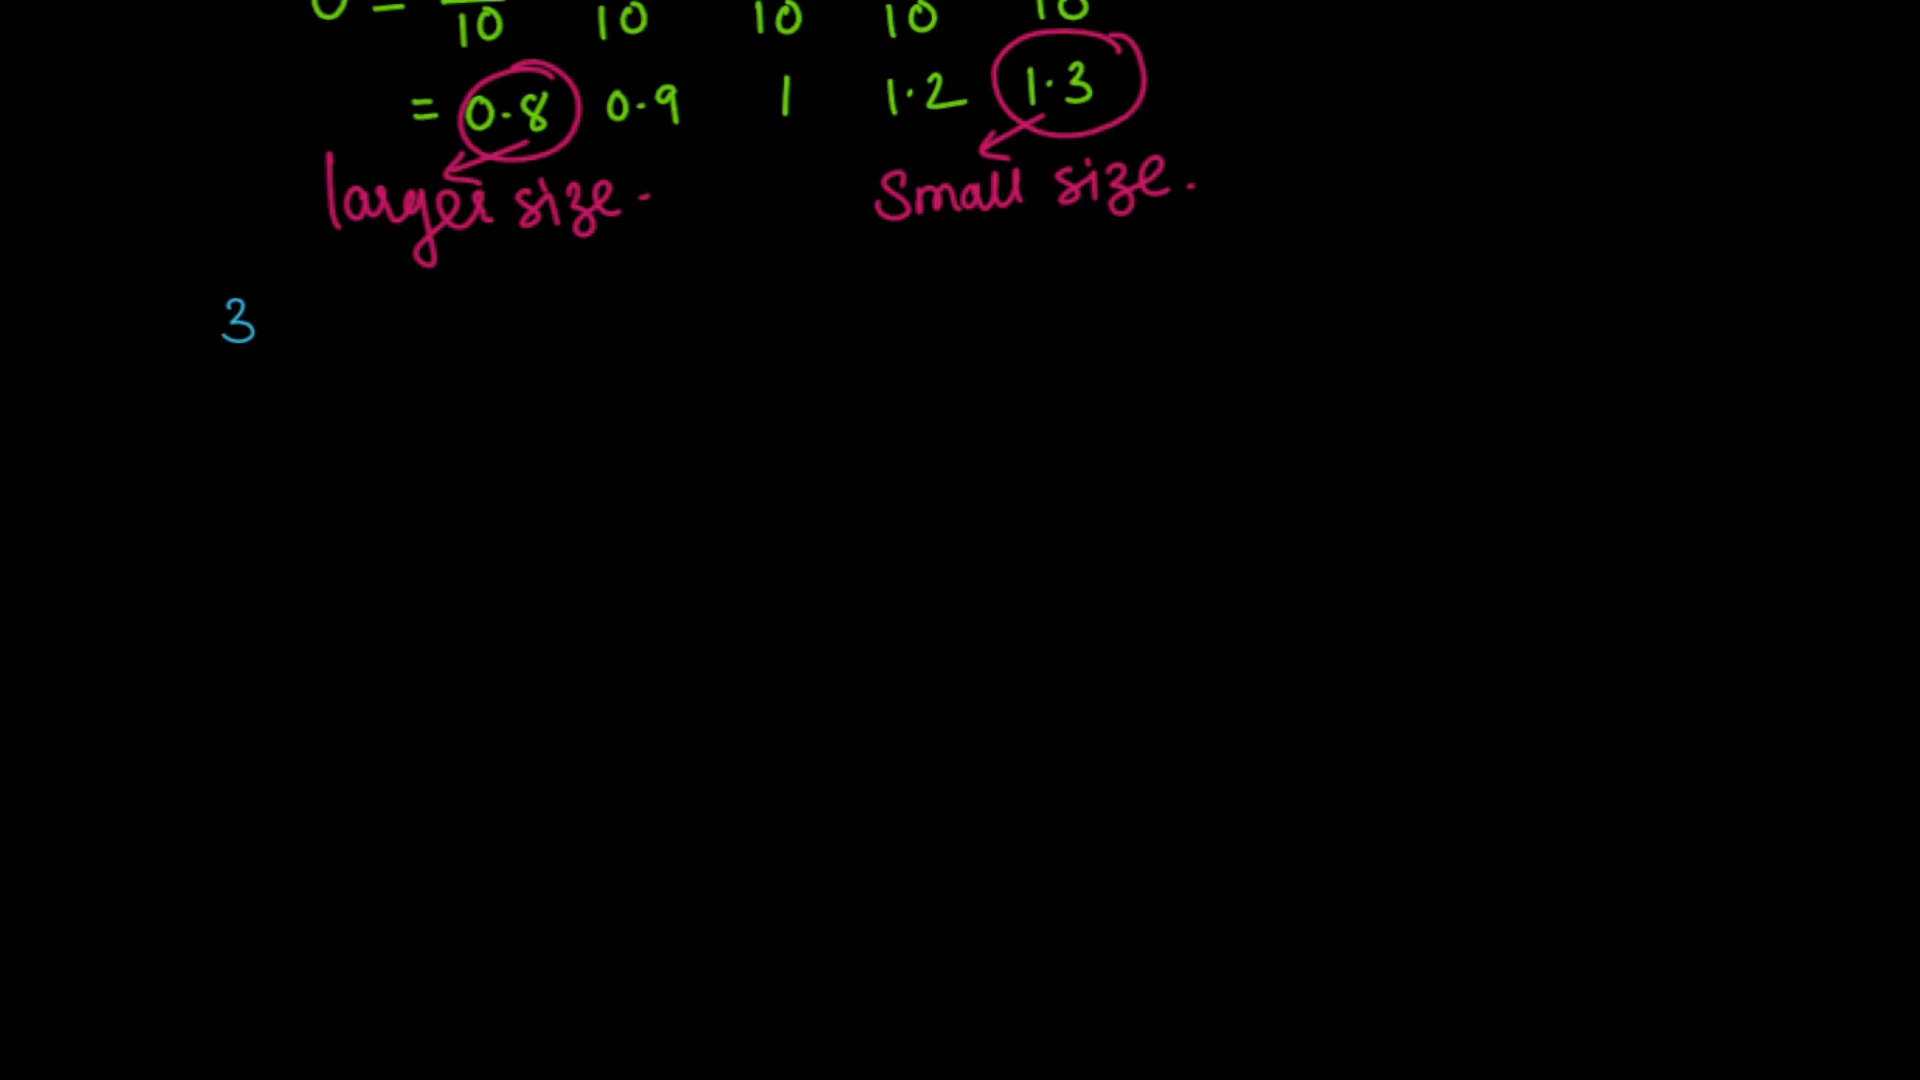 10 10 10 10 10
= 0.8 0.9 1 1.2 1.3
larger size. Small size.
3